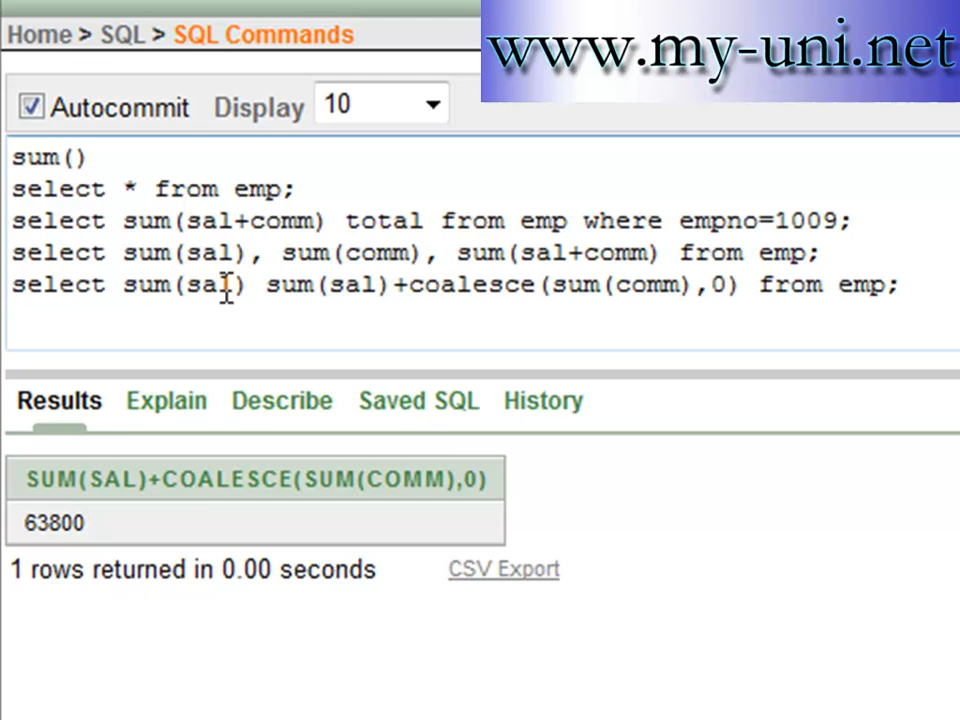 Home > SQL > SQL Commands
www.my-uni.net
Autocommit Display 10
sum()
select * from emp;
select sum(sal+comm) total from emp where empno=1009;
select sum(sal), sum(comm), sum(sal+comm) from emp;
select sum(sal) sum(sal)+coalesce(sum(comm),0) from emp;
Results Explain Describe Saved SQL History
SUM(SAL)+COALESCE(SUM(COMM),0)
63800
1 rows returned in 0.00 seconds CSV Export